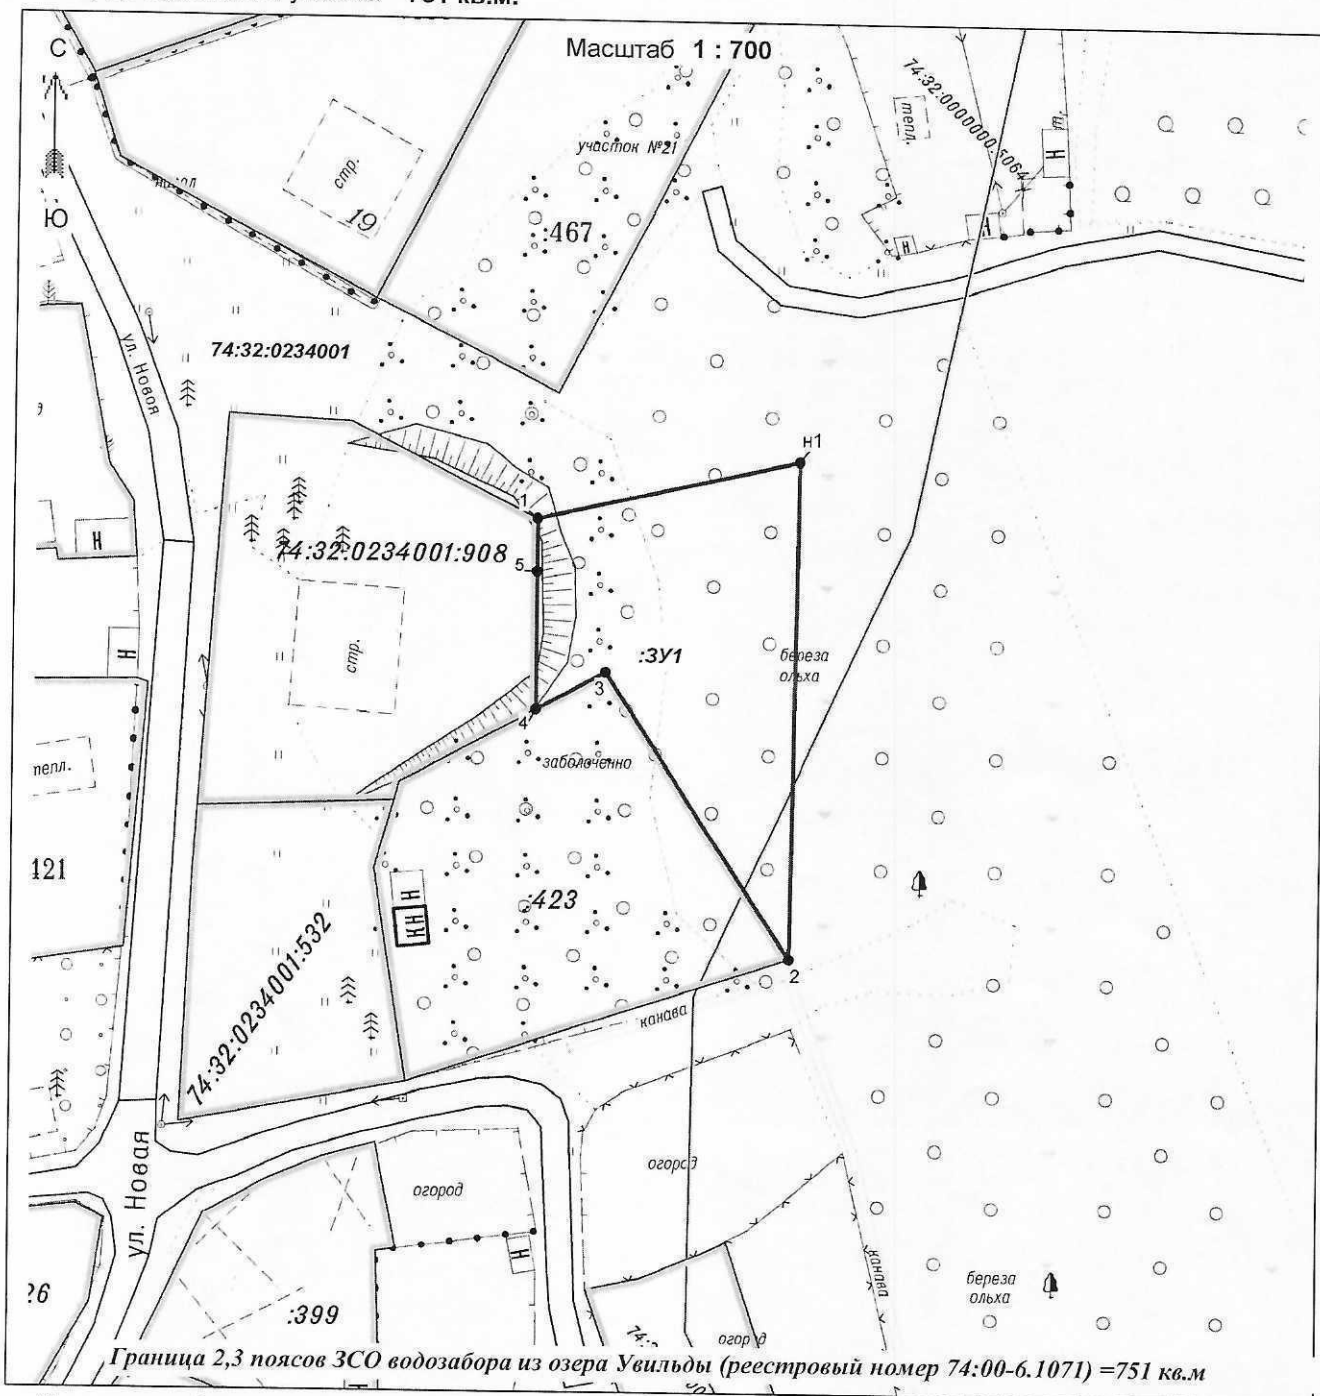 Масштаб 1 : 700
С
Ю
участок №21
74:32:0000000:5064
тепл.
т.
Н
Н
Н
стр.
19
:467
74:32:0234001
ул. Новоя
н1
1
74:32:0234001:908
5
Н
Н
стр.
:ЗУ1
береза
ольха
3
4
заболоченно
тепл.
121
Н
КН
:423
74:32:0234001:532
2
канава
ул. Новая
огород
огород
Н
канава
26
:399
береза
ольха
огород
Граница 2,3 поясов ЗСО водозабора из озера Увильды (реестровый номер 74:00-6.1071) =751 кв.м